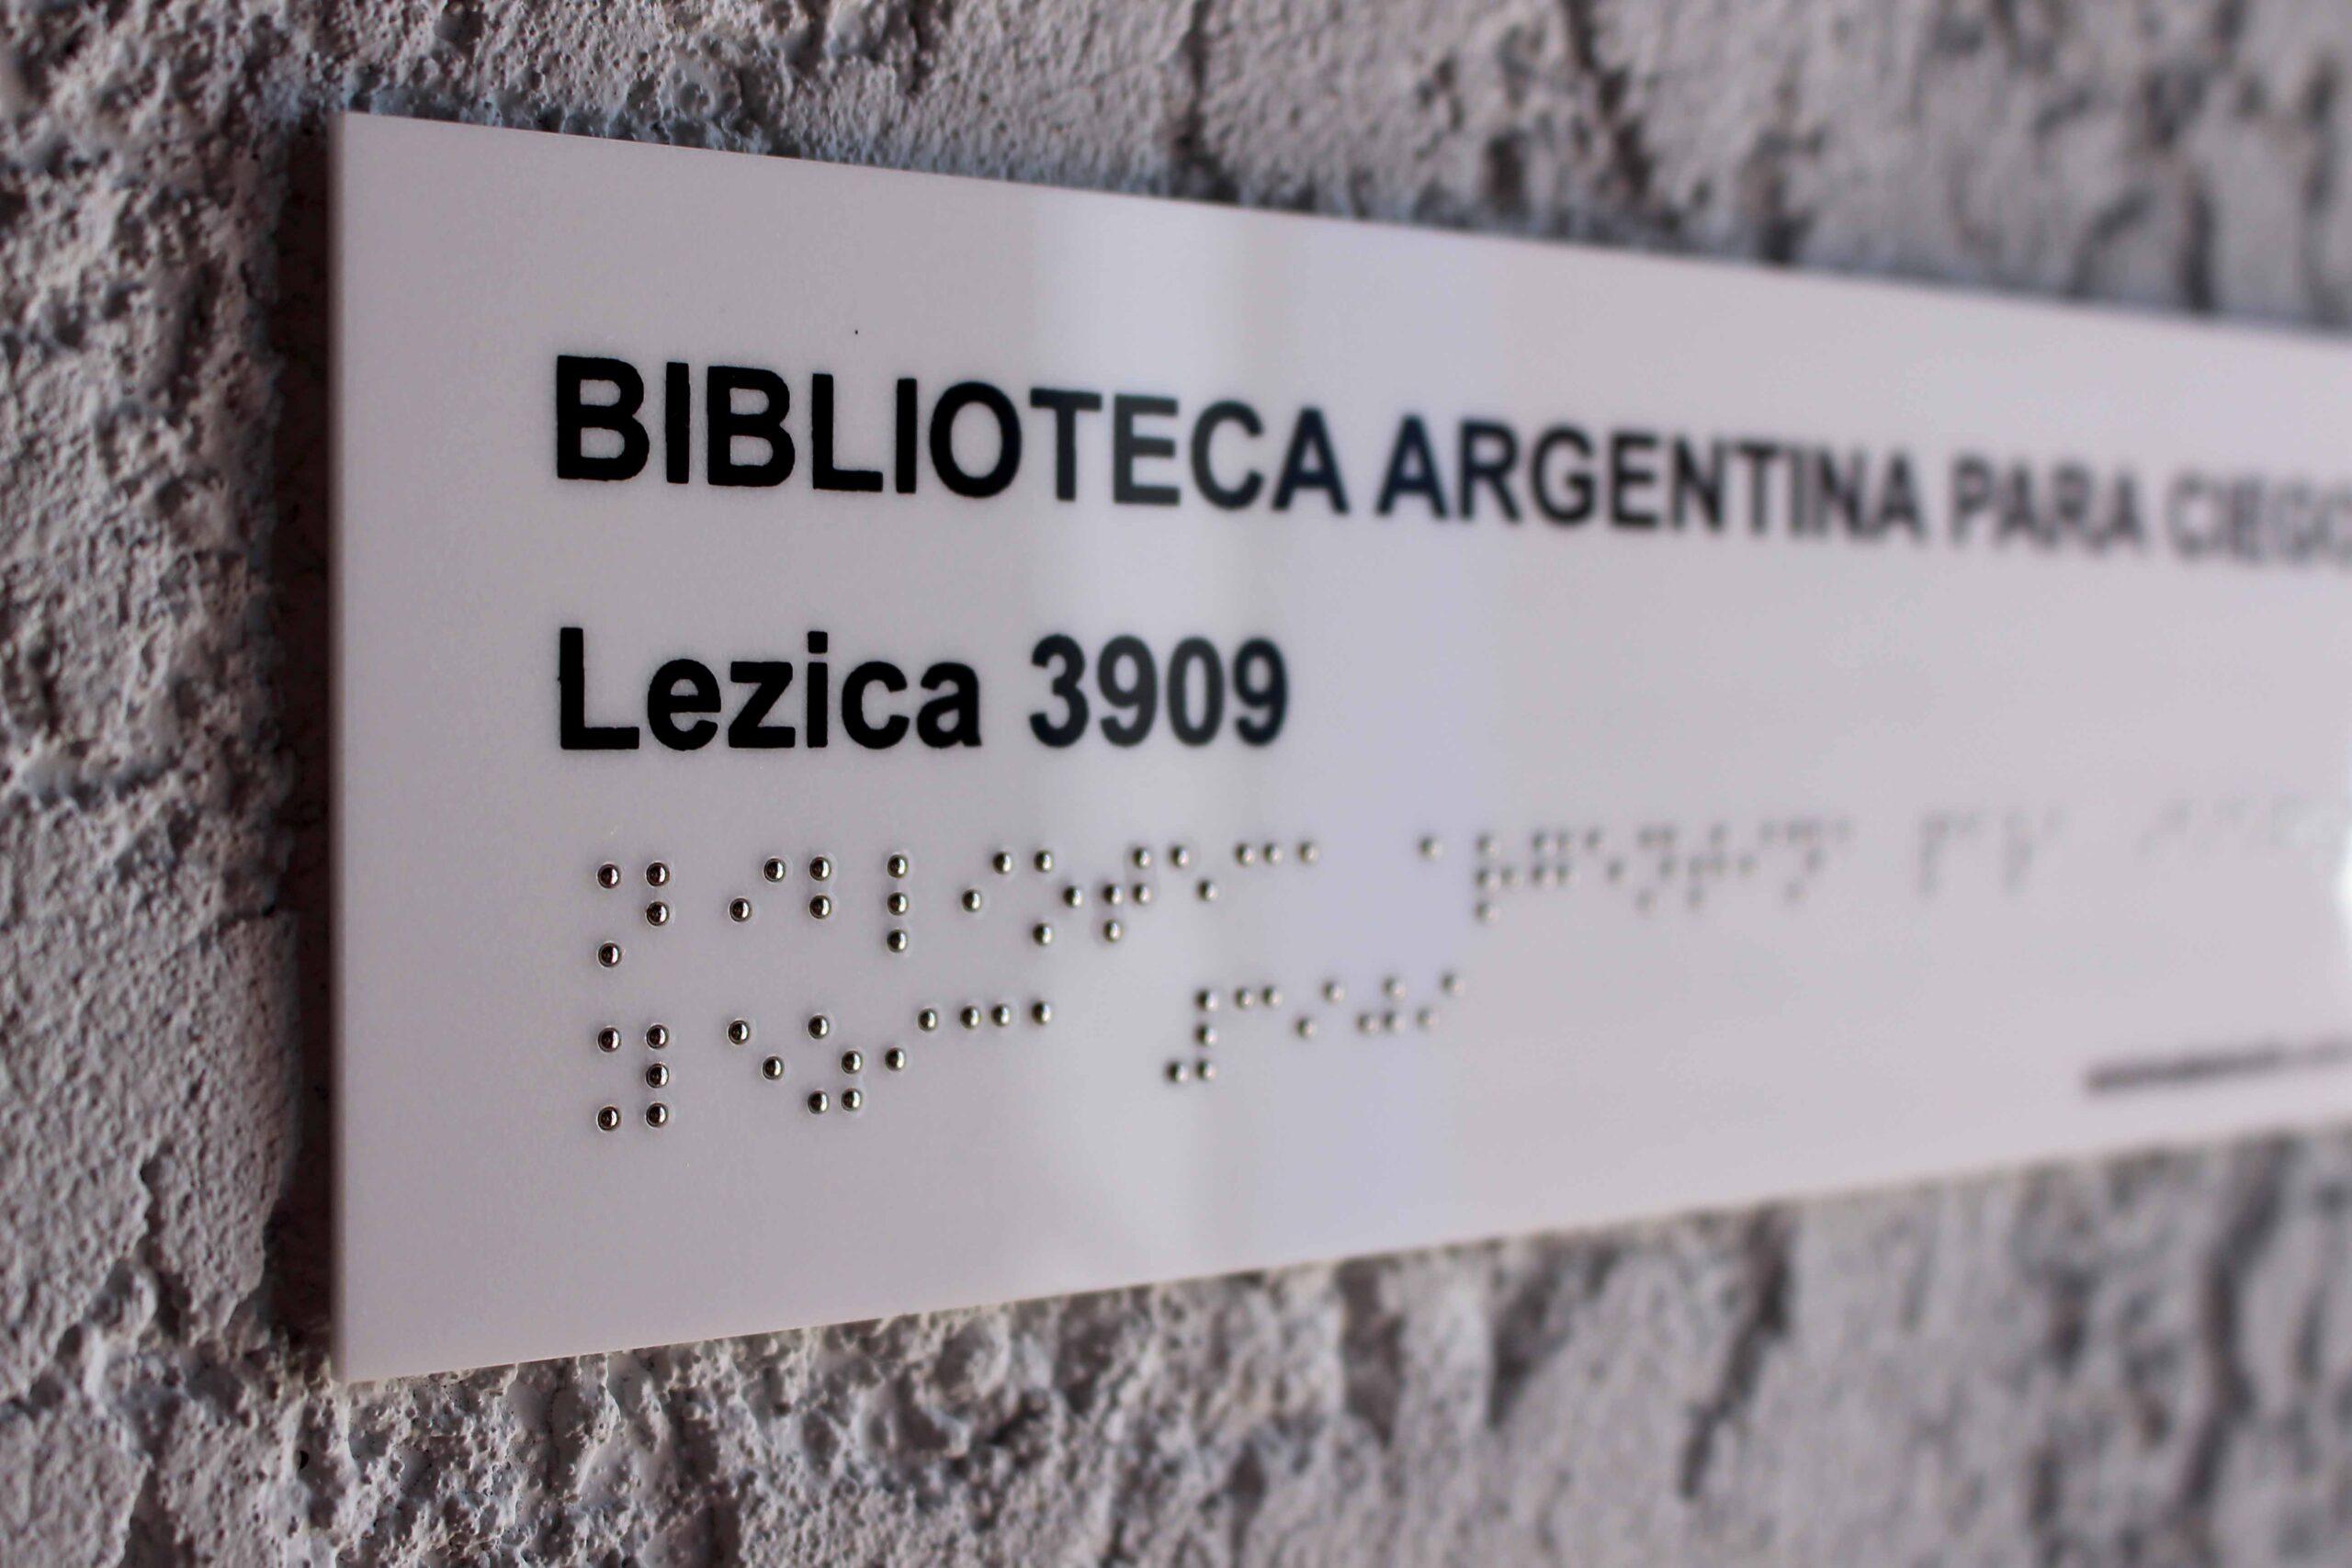 BIBLIOTECA ARGENTINA PARA
Lezica 3909
⠨⠃⠊⠃⠇⠊⠕⠞⠑⠉⠁ ⠁⠗⠛⠑⠝⠞⠊⠝⠁
⠨⠇⠑⠵⠊⠉⠁ ⠼⠉⠊⠚⠊